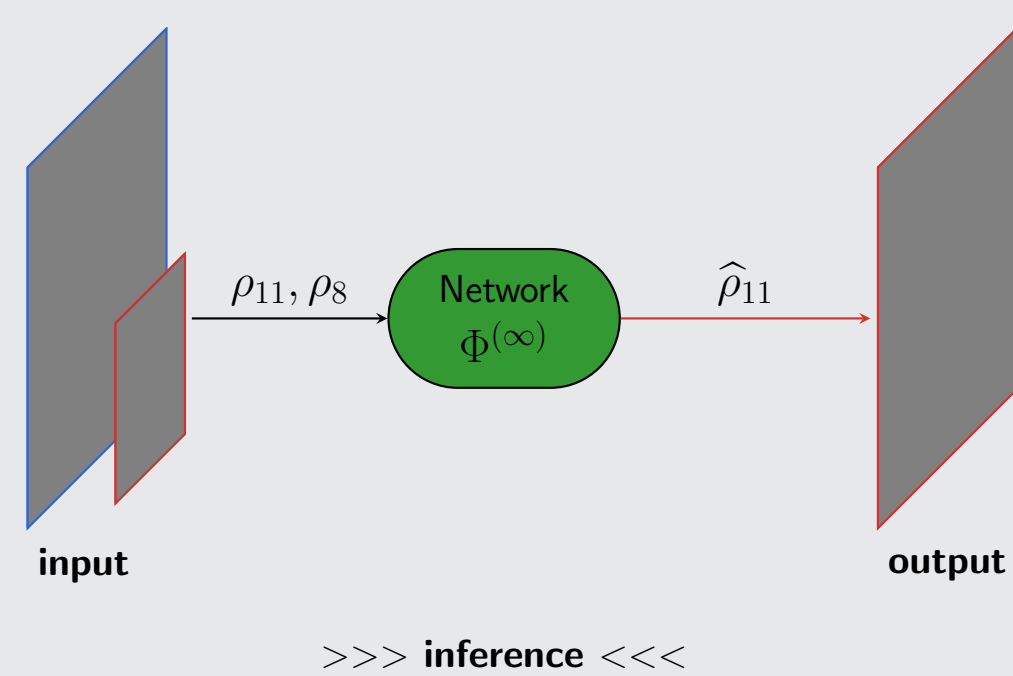 ρ₁₁, ρ₈
Network
Φ⁽∞⁾
ρ̂₁₁
input
output
>>> inference <<<